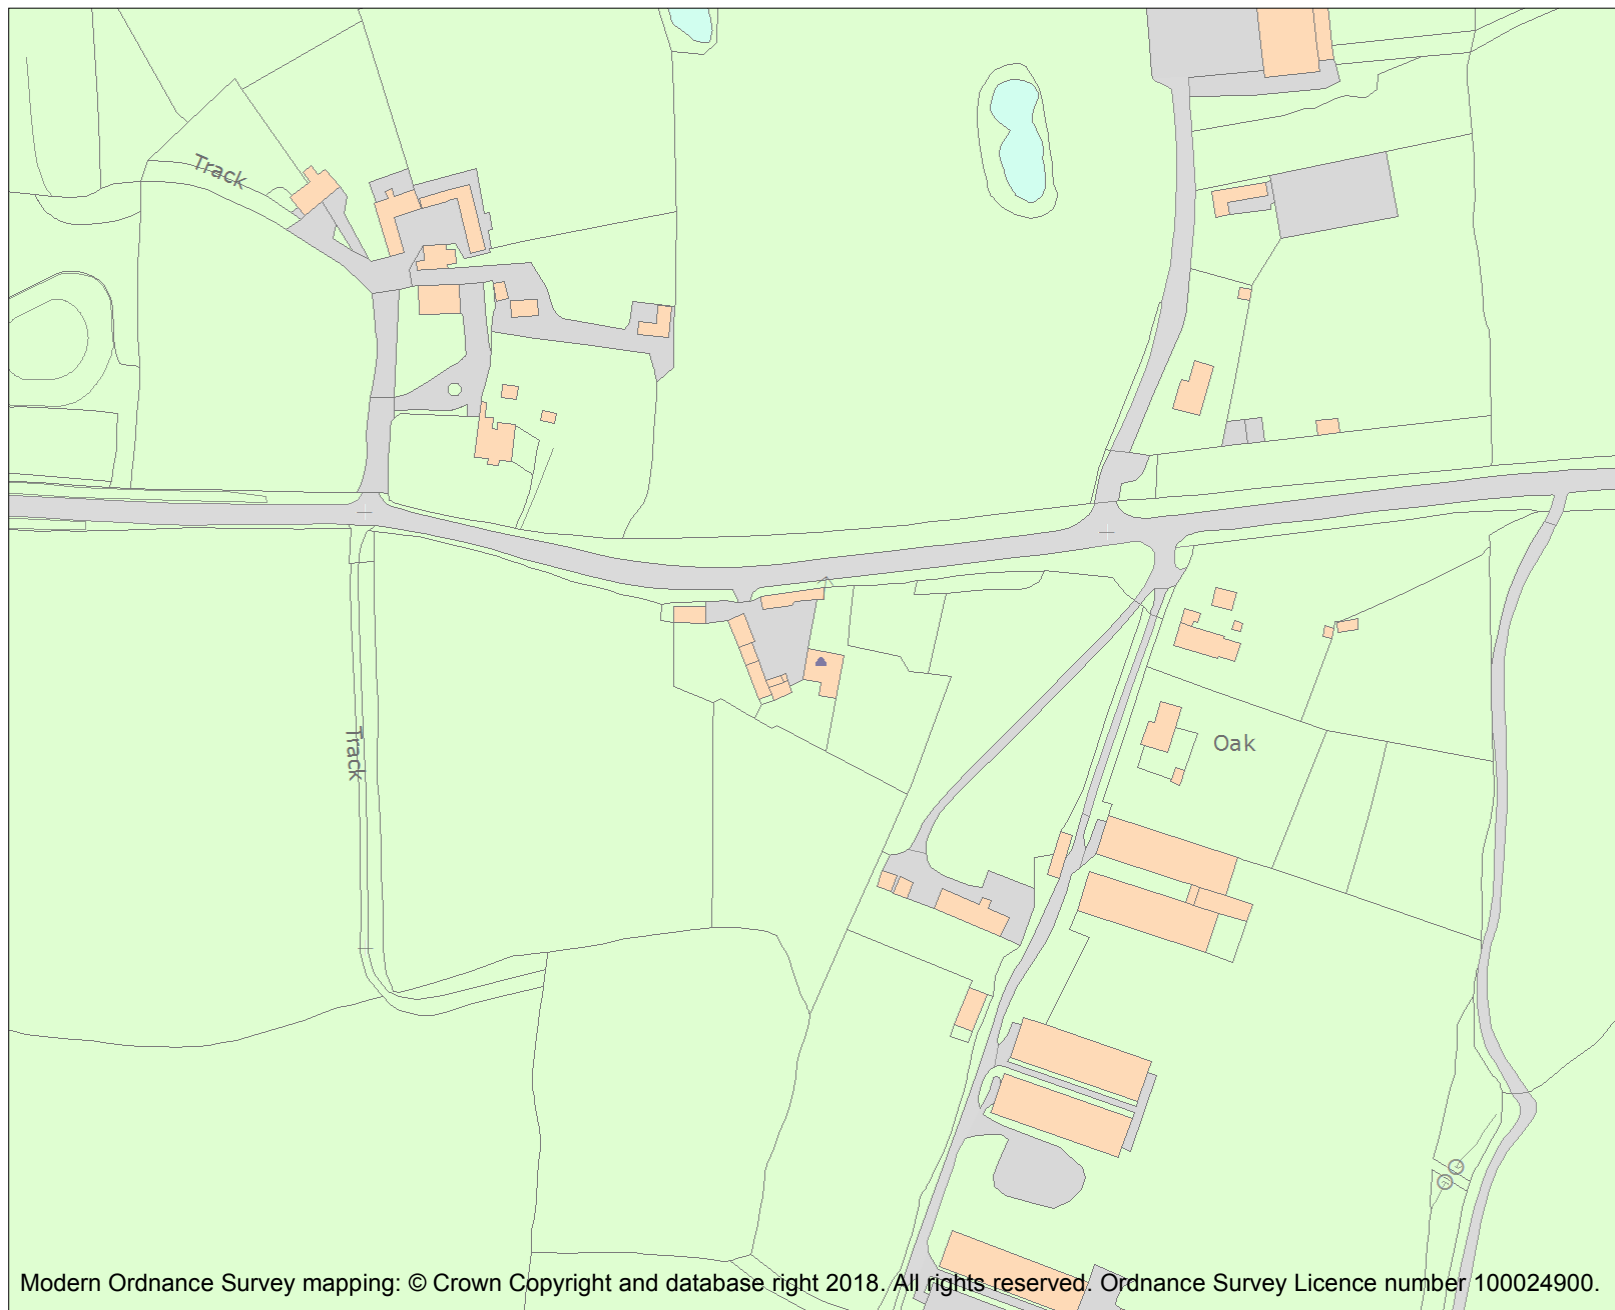 Track
Track
Oak
Modern Ordnance Survey mapping: © Crown Copyright and database right 2018. All rights reserved. Ordnance Survey Licence number 100024900.